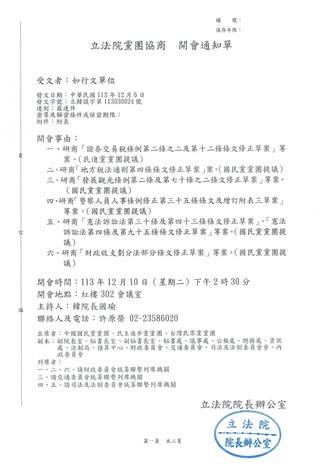 檔　　號：
保存年限：
立法院黨團協商　開會通知單
受文者：如行文單位
發文日期：中華民國113年12月5日
發文字號：立韓議字第1130300024號
速別：最速件
密等及解密條件或保密期限：
附件：附表
開會事由：
一、研商「證券交易稅條例第二條之二及第十二條條文修正草案」等
案。(民進黨黨團提議)
二、研商「地方稅法通則第四條條文修正草案」案。(國民黨黨團提議)
三、研商「發展觀光條例第二條及第七十條之二條文修正草案」等案。
(國民黨黨團提議)
四、研商「警察人員人事條例修正第三十五條條文及增訂附表三草案」
等案。(國民黨黨團提議)
五、研商「憲法訴訟法第三十條及第四十三條條文修正草案」、「憲法
訴訟法第四條及第九十五條條文修正草案」等案。(國民黨黨團提
議)
六、研商「財政收支劃分法部分條文修正草案」等案。(國民黨黨團提
議)
開會時間：113年12月10日（星期二）下午2時30分
開會地點：紅樓302會議室
主持人：韓院長國瑜
聯絡人及電話：許原榮 02-23586020
出席者：中國國民黨黨團、民主進步黨黨團、台灣民眾黨黨團
副本：副院長室、秘書長室、副秘書長室、秘書處、議事處、公報處、總務處、資訊
處、法制局、預算中心、財政委員會、交通委員會、司法及法制委員會、內
政委員會
列席者：
一、二、六、請財政委員會統籌聯繫列席機關
三、請交通委員會統籌聯繫列席機關
四、五、請司法及法制委員會統籌聯繫列席機關
立法院院長辦公室
立法院
院長辦公室
裝
訂
線
第一頁　共三頁